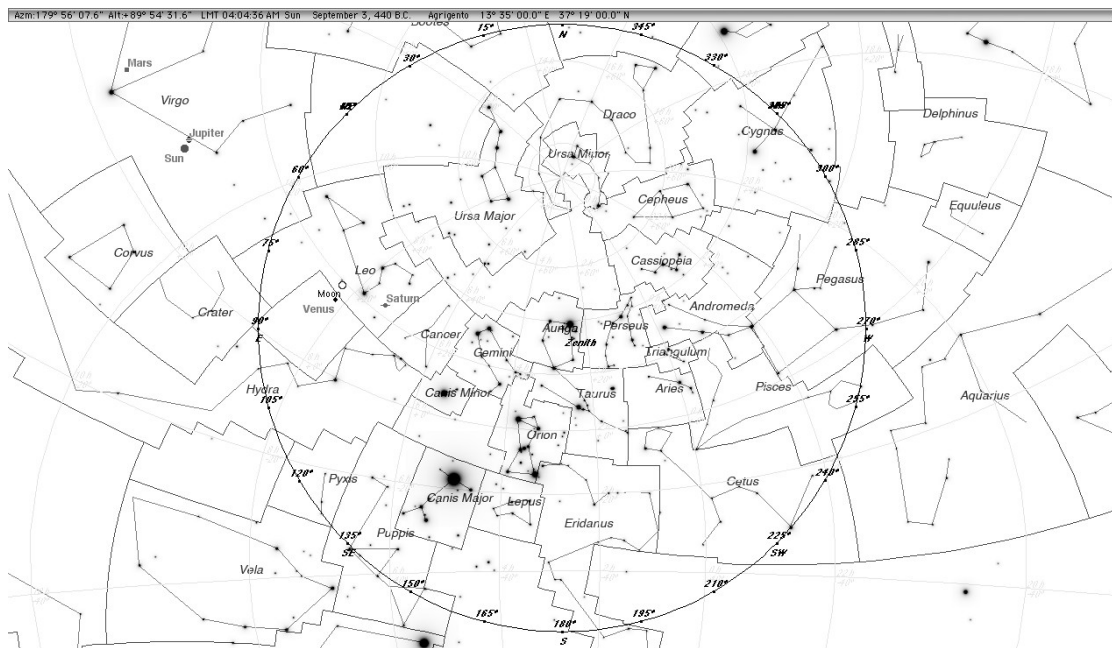 Azm:179° 56' 07.6" Alt:+89° 54' 31.6" LMT 04:04:36 AM Sun September 3, 440 B.C. Agrigento 13° 35' 00.0" E 37° 19' 00.0" N
Bootes
15°
N
345°
30°
330°
Mars
Virgo
Draco
Cygnus
Delphinus
Jupiter
Sun
Ursa Minor
60°
300°
Ursa Major
Cepheus
Equuleus
75°
285°
Corvus
Leo
Cassiopeia
Pegasus
Moon
Venus
Saturn
Crater
Andromeda
90°
E
Cancer
Auriga
Perseus
270°
W
Zenith
Gemini
Triangulum
Hydra
Canis Minor
Taurus
Aries
Pisces
105°
255°
Aquarius
Orion
120°
Pyxis
Cetus
240°
Canis Major
Lepus
Eridanus
Puppis
135°
SE
225°
SW
Vela
150°
210°
165°
180°
S
195°